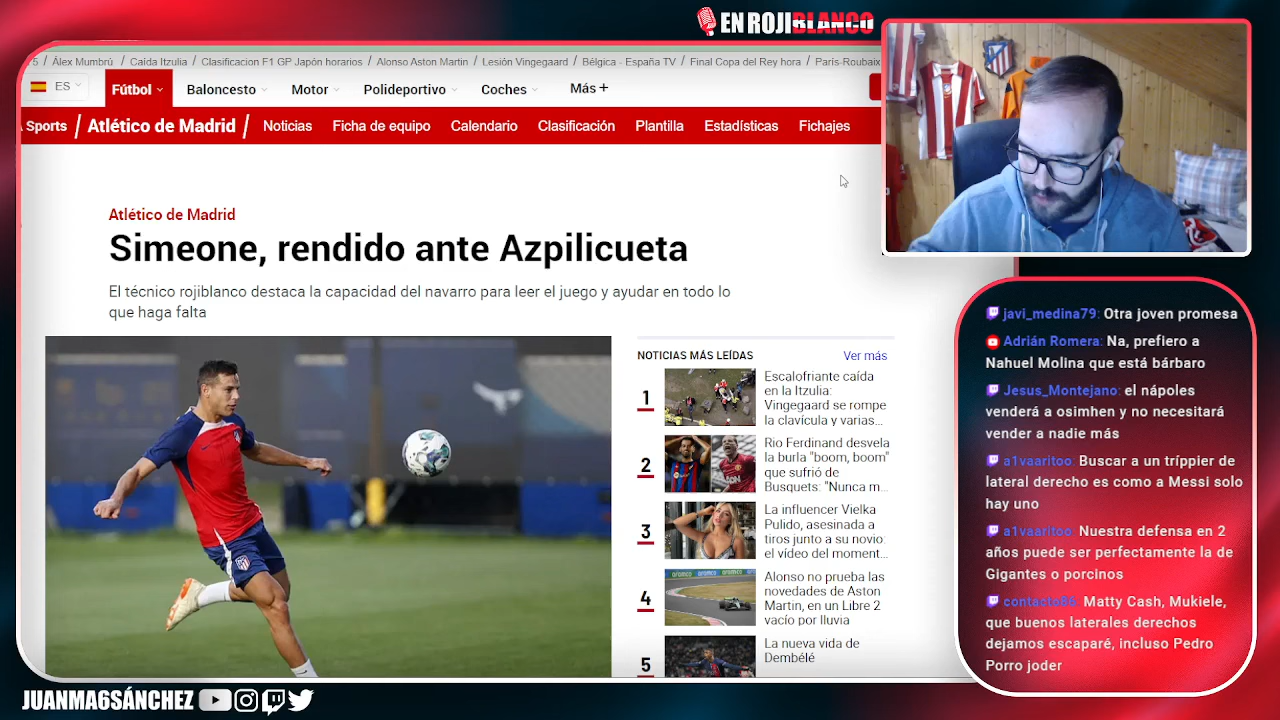 EN ROJIBLANCO
5 / Álex Mumbrú / Caída Itzulia / Clasificacion F1 GP Japón horarios / Alonso Aston Martin / Lesión Vingegaard / Bélgica - España TV / Final Copa del Rey hora / París-Roubaix
ES Fútbol Baloncesto Motor Polideportivo Coches Más +
Sports / Atlético de Madrid / Noticias Ficha de equipo Calendario Clasificación Plantilla Estadísticas Fichajes
Atlético de Madrid
Simeone, rendido ante Azpilicueta
El técnico rojiblanco destaca la capacidad del navarro para leer el juego y ayudar en todo lo
que haga falta
NOTICIAS MÁS LEÍDAS Ver más
1
Escalofriante caída
en la Itzulia:
Vingegaard se rompe
la clavícula y varias...
2
Rio Ferdinand desvela
la burla "boom, boom"
que sufrió de
Busquets: "Nunca m...
3
La influencer Vielka
Pulido, asesinada a
tiros junto a su novio:
el vídeo del moment...
4
Alonso no prueba las
novedades de Aston
Martin, en un Libre 2
vacío por lluvia
5
La nueva vida de
Dembélé
javi_medina79: Otra joven promesa
Adrián Romera: Na, prefiero a
Nahuel Molina que está bárbaro
Jesus_Montejano: el nápoles
venderá a osimhen y no necesitará
vender a nadie más
a1vaaritoo: Buscar a un tríppier de
lateral derecho es como a Messi solo
hay uno
a1vaaritoo: Nuestra defensa en 2
años puede ser perfectamente la de
Gigantes o porcinos
contacto86: Matty Cash, Mukiele,
que buenos laterales derechos
dejamos escaparé, incluso Pedro
Porro joder
JUANMA6SÁNCHEZ